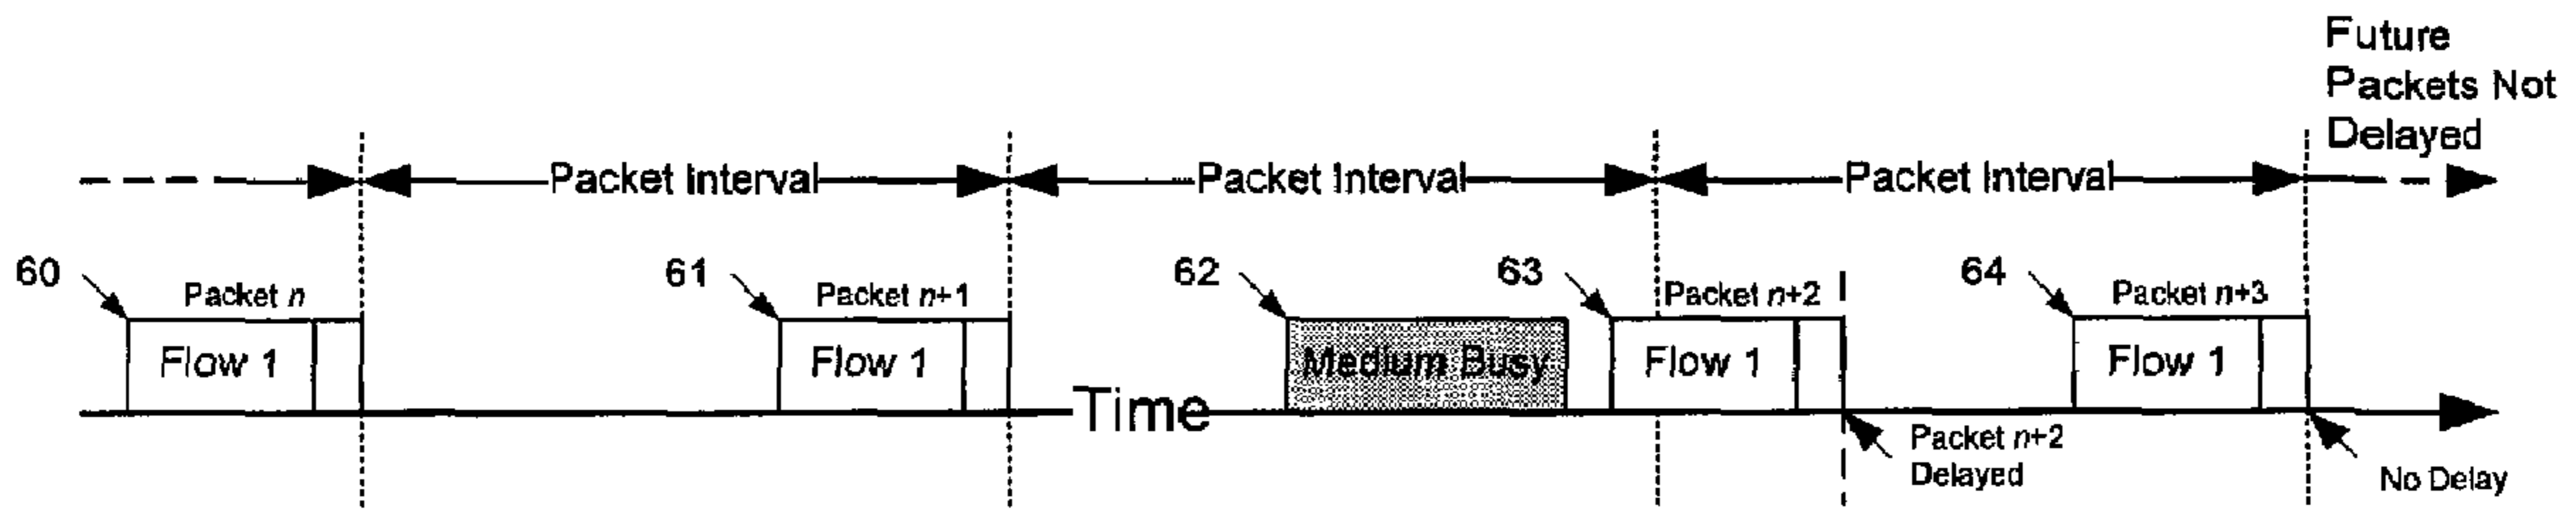 Future
Packets Not
Delayed
Packet Interval
Packet Interval
Packet Interval
60
61
62
63
64
Packet n
Packet n+1
Packet n+2
Packet n+3
Flow 1
Flow 1
Medium Busy
Flow 1
Flow 1
Time
Packet n+2
Delayed
No Delay